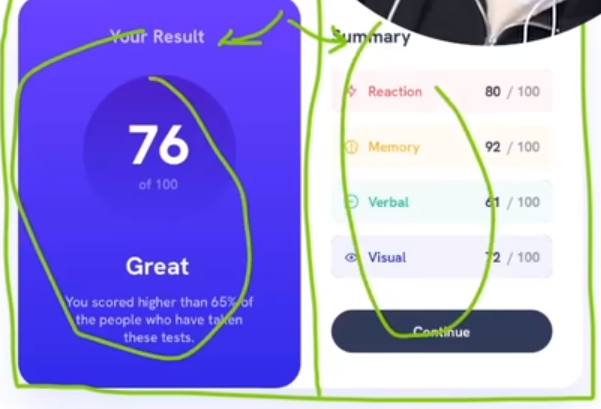 Your Result
76
of 100
Great
You scored higher than 65% of
the people who have taken
these tests.
Summary
Reaction 80 / 100
Memory 92 / 100
Verbal 61 / 100
Visual 72 / 100
Continue